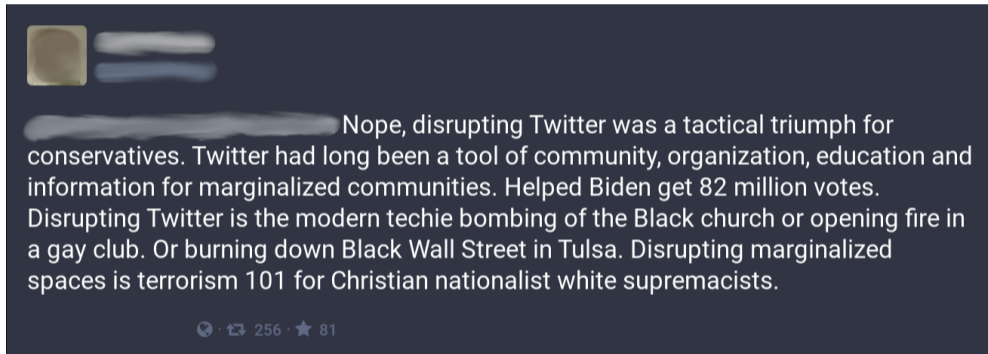 Nope, disrupting Twitter was a tactical triumph for
conservatives. Twitter had long been a tool of community, organization, education and
information for marginalized communities. Helped Biden get 82 million votes.
Disrupting Twitter is the modern techie bombing of the Black church or opening fire in
a gay club. Or burning down Black Wall Street in Tulsa. Disrupting marginalized
spaces is terrorism 101 for Christian nationalist white supremacists.
· 256 · 81